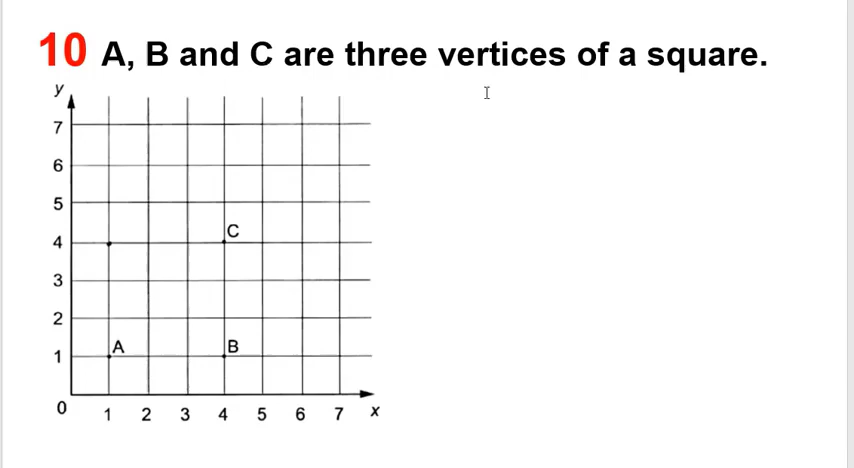 10 A, B and C are three vertices of a square.
y
7
6
5
C
4
3
2
A B
1
0 1 2 3 4 5 6 7 x